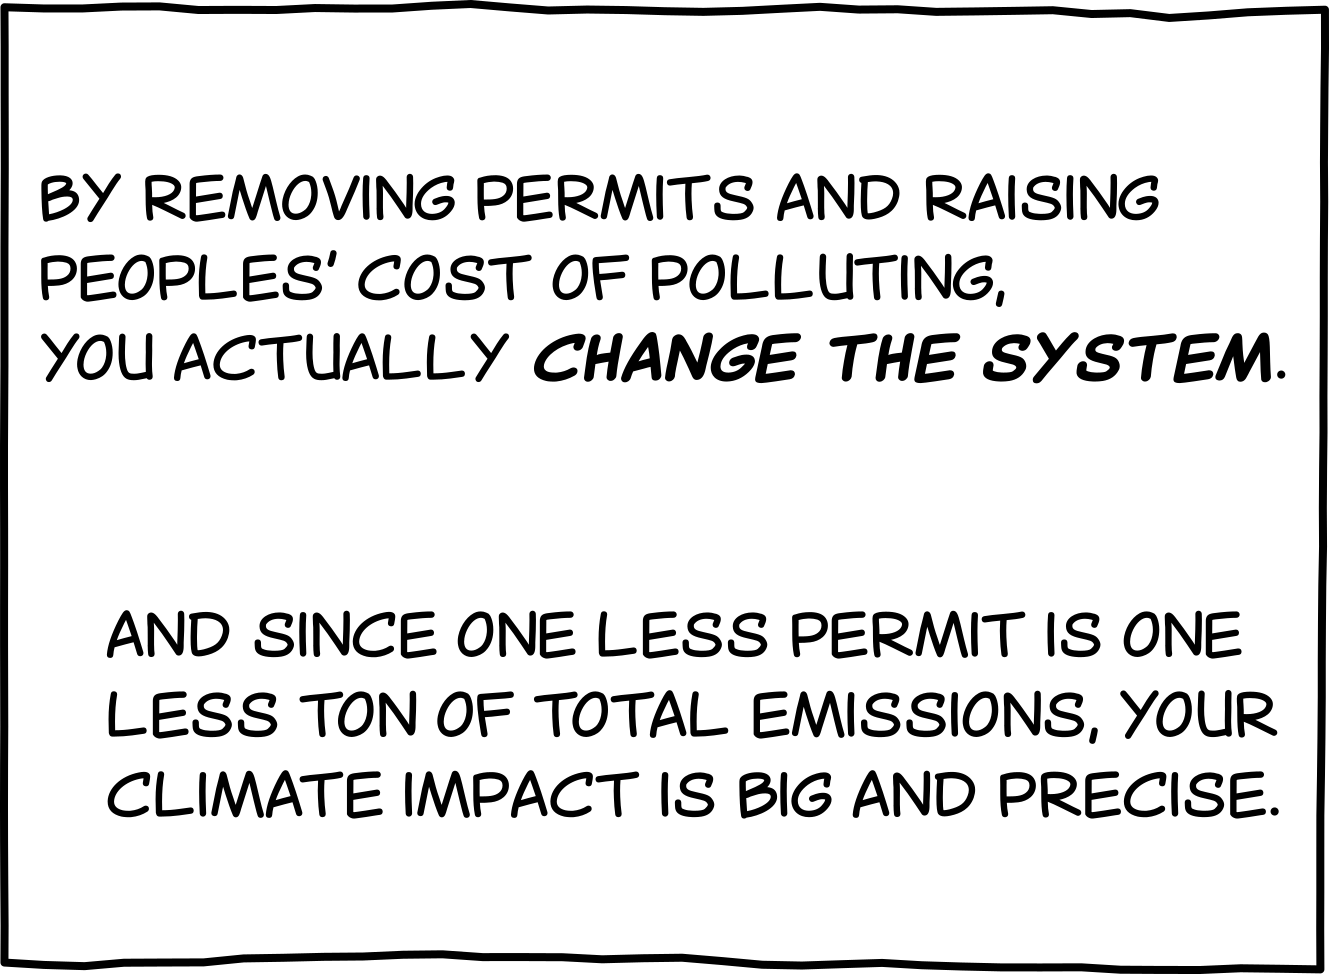 BY REMOVING PERMITS AND RAISING
PEOPLES' COST OF POLLUTING,
YOU ACTUALLY CHANGE THE SYSTEM.
AND SINCE ONE LESS PERMIT IS ONE
LESS TON OF TOTAL EMISSIONS, YOUR
CLIMATE IMPACT IS BIG AND PRECISE.